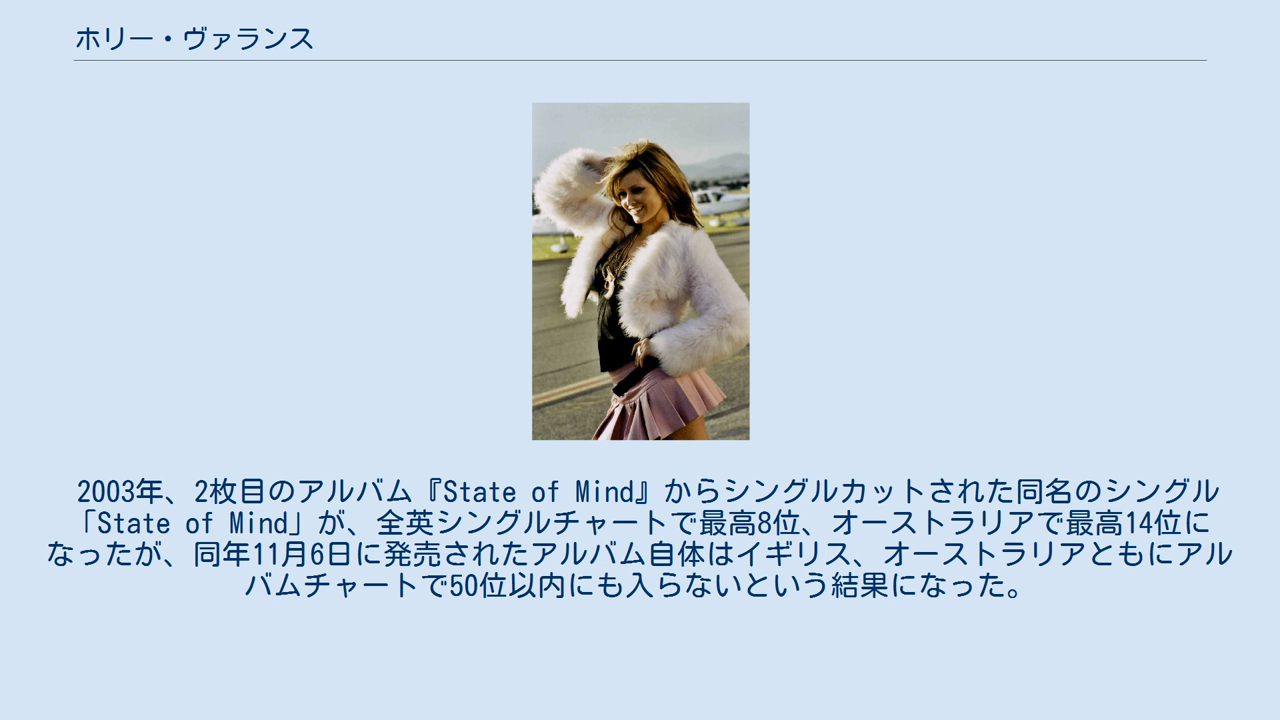 ホリー・ヴァランス
2003年、2枚目のアルバム『State of Mind』からシングルカットされた同名のシングル
「State of Mind」が、全英シングルチャートで最高8位、オーストラリアで最高14位に
なったが、同年11月6日に発売されたアルバム自体はイギリス、オーストラリアともにアル
バムチャートで50位以内にも入らないという結果になった。